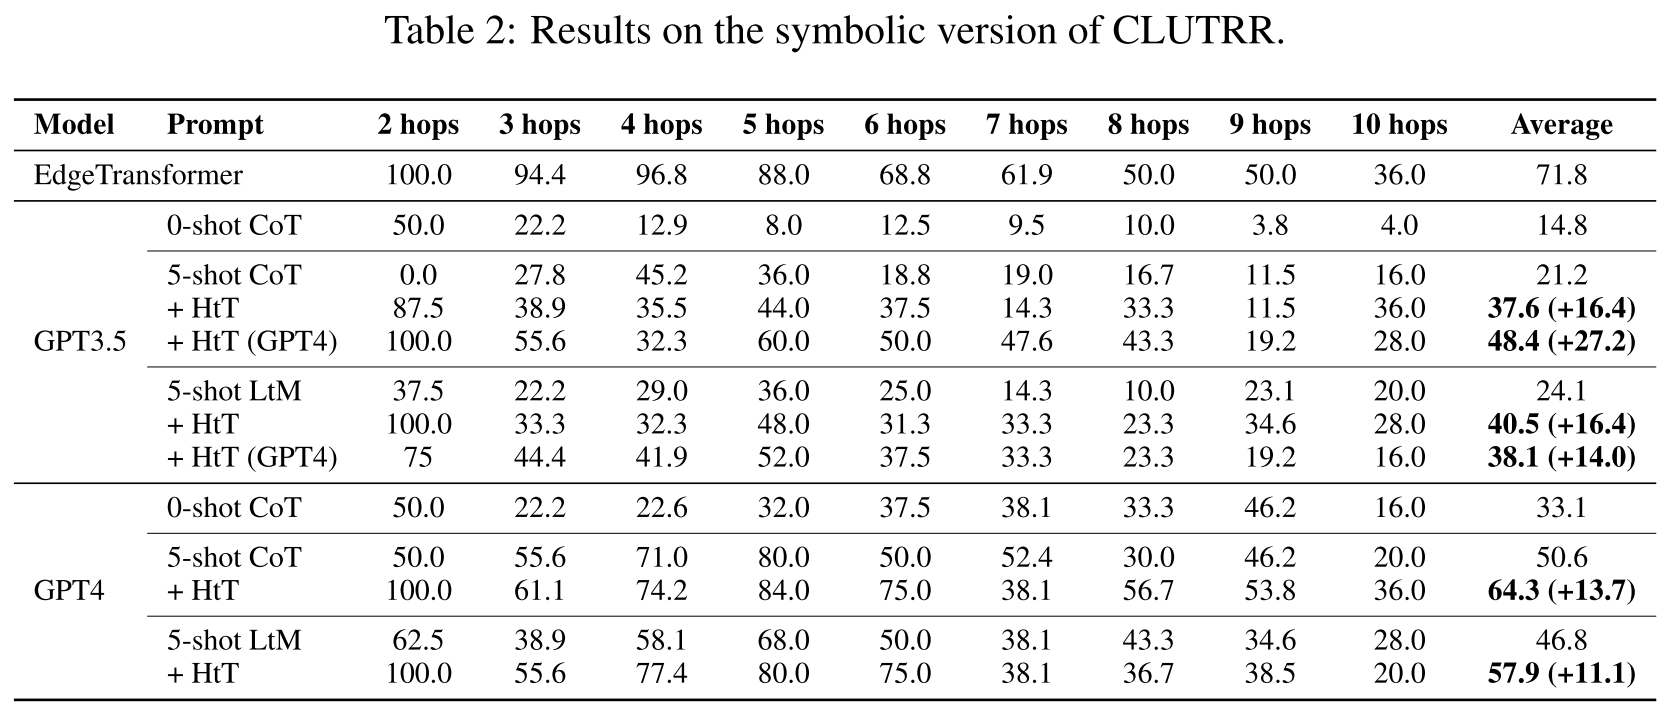 Table 2: Results on the symbolic version of CLUTRR.
Model Prompt 2 hops 3 hops 4 hops 5 hops 6 hops 7 hops 8 hops 9 hops 10 hops Average
EdgeTransformer 100.0 94.4 96.8 88.0 68.8 61.9 50.0 50.0 36.0 71.8
0-shot CoT 50.0 22.2 12.9 8.0 12.5 9.5 10.0 3.8 4.0 14.8
5-shot CoT 0.0 27.8 45.2 36.0 18.8 19.0 16.7 11.5 16.0 21.2
+ HtT 87.5 38.9 35.5 44.0 37.5 14.3 33.3 11.5 36.0 37.6 (+16.4)
GPT3.5 + HtT (GPT4) 100.0 55.6 32.3 60.0 50.0 47.6 43.3 19.2 28.0 48.4 (+27.2)
5-shot LtM 37.5 22.2 29.0 36.0 25.0 14.3 10.0 23.1 20.0 24.1
+ HtT 100.0 33.3 32.3 48.0 31.3 33.3 23.3 34.6 28.0 40.5 (+16.4)
+ HtT (GPT4) 75 44.4 41.9 52.0 37.5 33.3 23.3 19.2 16.0 38.1 (+14.0)
0-shot CoT 50.0 22.2 22.6 32.0 37.5 38.1 33.3 46.2 16.0 33.1
5-shot CoT 50.0 55.6 71.0 80.0 50.0 52.4 30.0 46.2 20.0 50.6
GPT4 + HtT 100.0 61.1 74.2 84.0 75.0 38.1 56.7 53.8 36.0 64.3 (+13.7)
5-shot LtM 62.5 38.9 58.1 68.0 50.0 38.1 43.3 34.6 28.0 46.8
+ HtT 100.0 55.6 77.4 80.0 75.0 38.1 36.7 38.5 20.0 57.9 (+11.1)